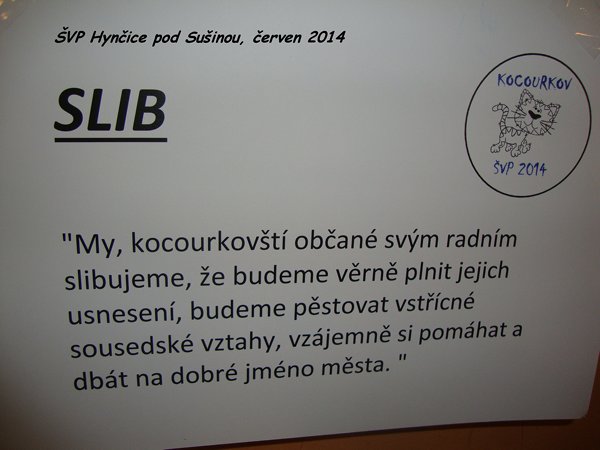 ŠVP Hynčice pod Sušinou, červen 2014
SLIB
KOCOURKOV
ŠVP 2014
"My, kocourkovští občané svým radním
slibujeme, že budeme věrně plnit jejich
usnesení, budeme pěstovat vstřícné
sousedské vztahy, vzájemně si pomáhat a
dbát na dobré jméno města. "